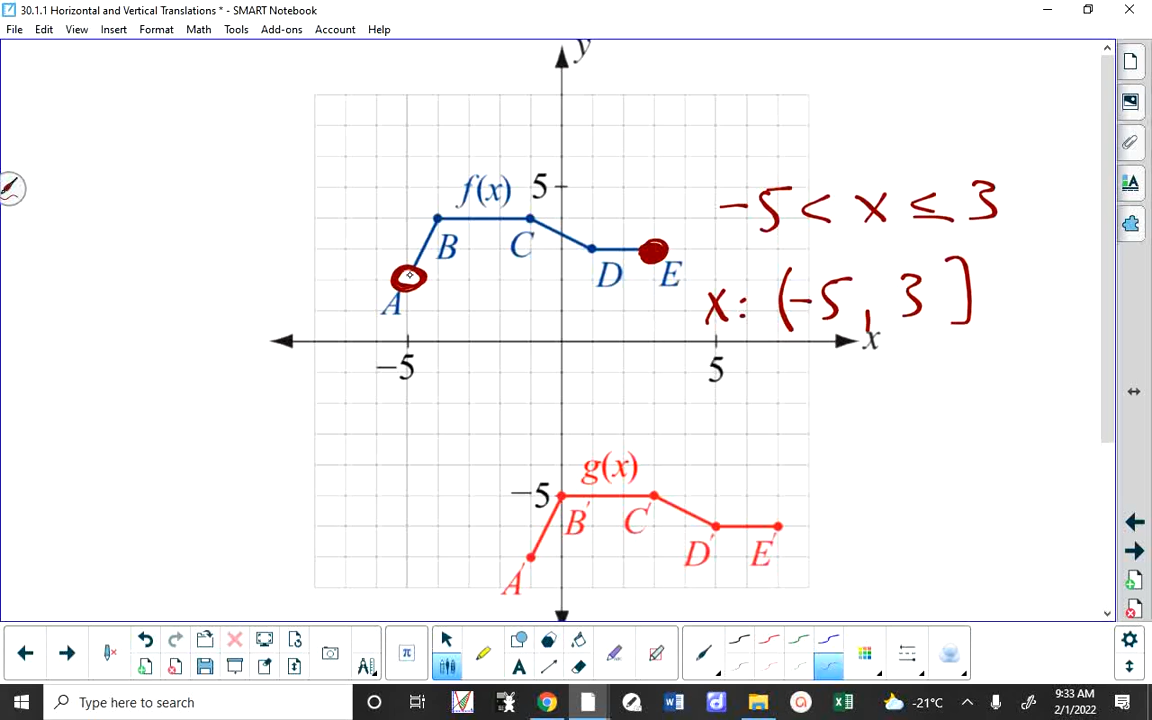 30.1.1 Horizontal and Vertical Translations * - SMART Notebook
File Edit View Insert Format Math Tools Add-ons Account Help
y
f(x) 5
-5 < x ≤ 3
B C D E
A
x: (-5, 3]
x
-5 5
g(x)
-5
B' C' D' E'
A'
π
A
Type here to search
-21°C
9:33 AM
2/1/2022